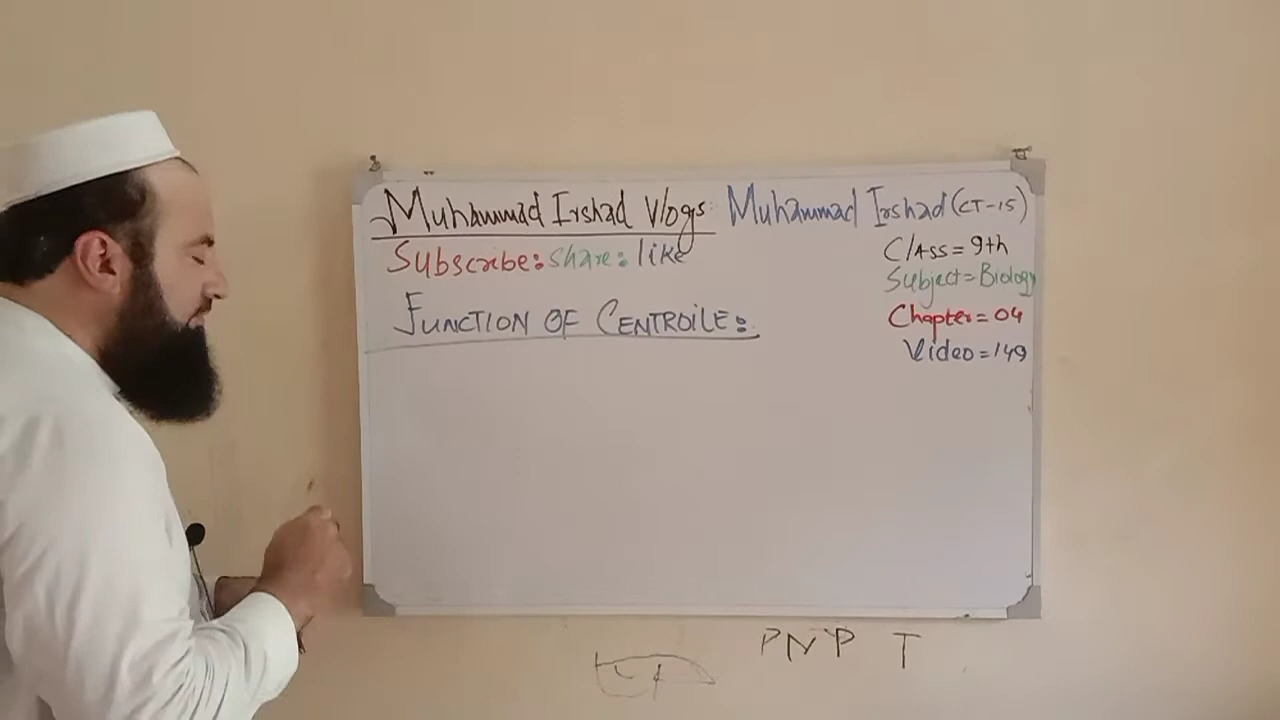 Muhammad Irshad Vlogs: Muhammad Irshad (CT-15)
Subscribe: share: like
Class = 9th
Subject = Biology
FUNCTION OF CENTROILE:
Chapter = 04
Video = 149
P N P T